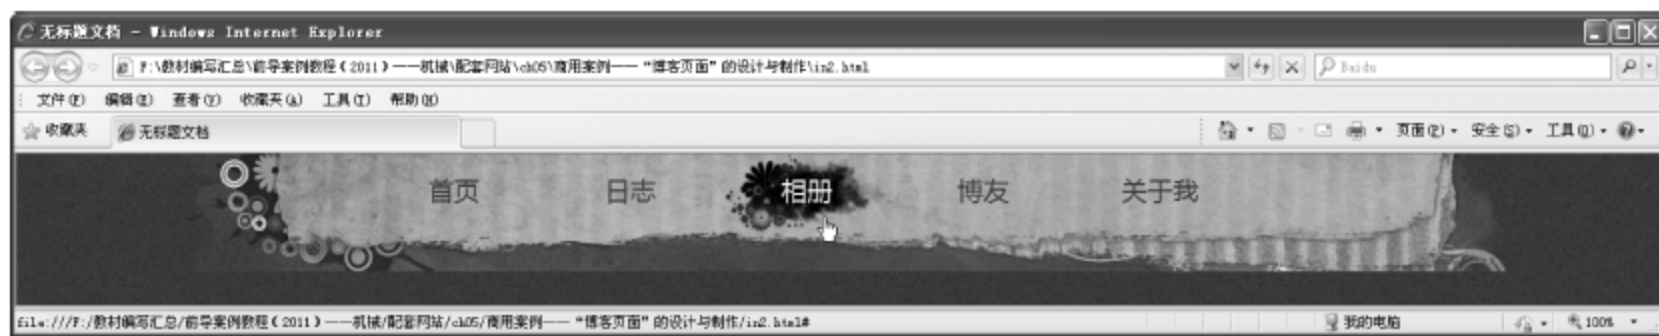 无标题文档 - Windows Internet Explorer
F:\教材编写汇总\前导案例教程(2011)——机械\配套网站\ch05\商用案例——“博客页面”的设计与制作\in2.html Baidu
文件(F) 编辑(E) 查看(V) 收藏夹(A) 工具(T) 帮助(H)
收藏夹 无标题文档 页面(P) 安全(S) 工具(O)
首页 日志 相册 博友 关于我
file:///F:/教材编写汇总/前导案例教程(2011)——机械/配套网站/ch05/商用案例——“博客页面”的设计与制作/in2.html# 我的电脑 100%